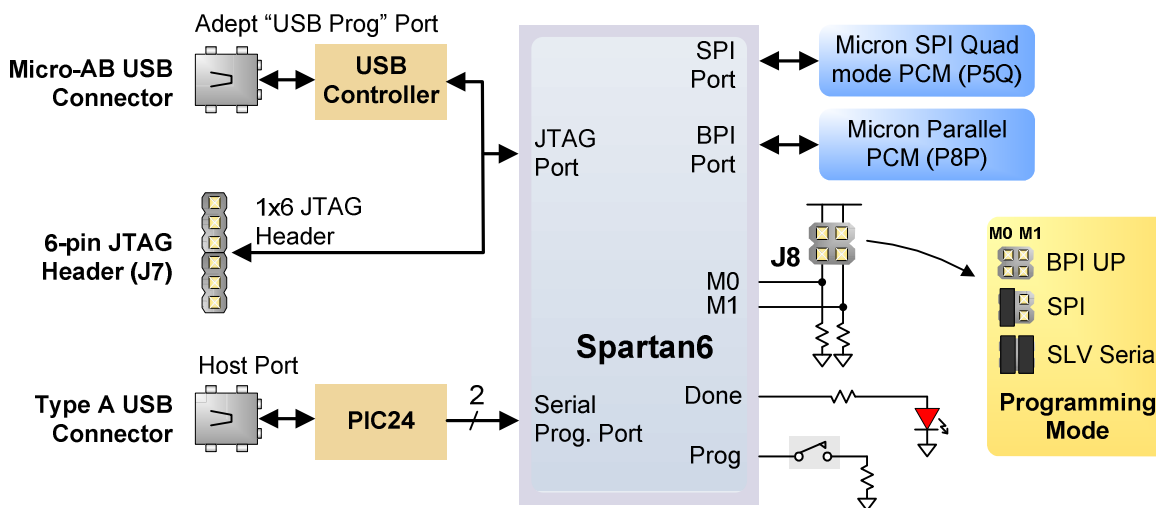 Adept “USB Prog” Port
Micro-AB USB
Connector
USB
Controller
1x6 JTAG
Header
6-pin JTAG
Header (J7)
Host Port
Type A USB
Connector
PIC24
2
JTAG
Port
Serial
Prog. Port
Spartan6
SPI
Port
BPI
Port
M0
M1
Done
Prog
Micron SPI Quad
mode PCM (P5Q)
Micron Parallel
PCM (P8P)
J8
M0 M1
BPI UP
SPI
SLV Seria
Programming
Mode